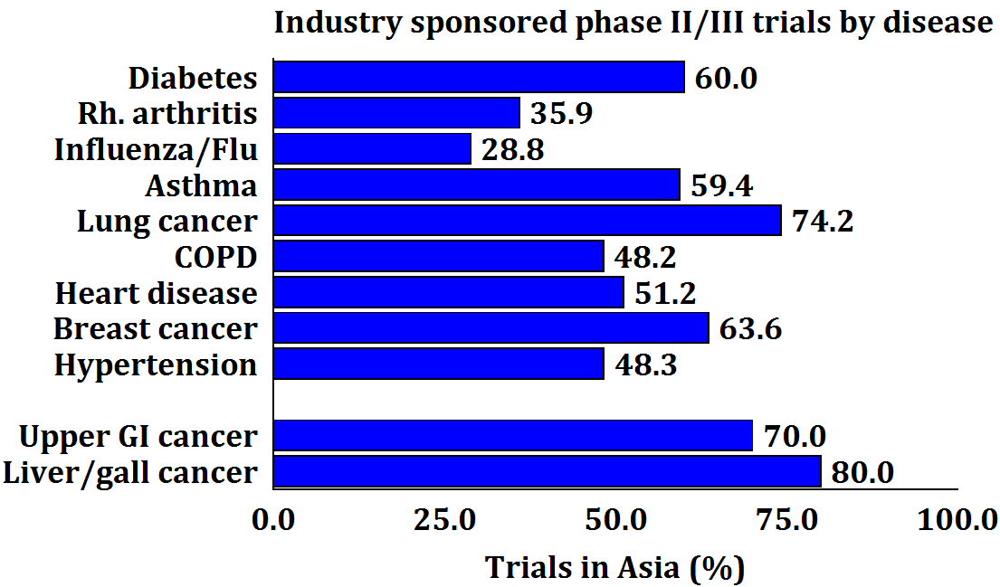 Industry sponsored phase II/III trials by disease
Diabetes 60.0
Rh. arthritis 35.9
Influenza/Flu 28.8
Asthma 59.4
Lung cancer 74.2
COPD 48.2
Heart disease 51.2
Breast cancer 63.6
Hypertension 48.3
Upper GI cancer 70.0
Liver/gall cancer 80.0
0.0 25.0 50.0 75.0 100.0
Trials in Asia (%)